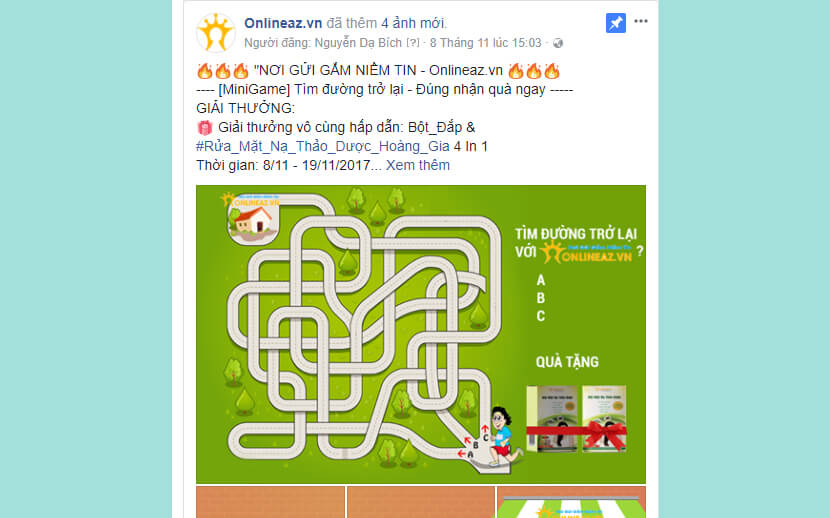 Onlineaz.vn đã thêm 4 ảnh mới.
Người đăng: Nguyễn Dạ Bích [?] · 8 Tháng 11 lúc 15:03 ·
"NƠI GỬI GẮM NIỀM TIN - Onlineaz.vn
---- [MiniGame] Tìm đường trở lại - Đúng nhận quà ngay -----
GIẢI THƯỞNG:
Giải thưởng vô cùng hấp dẫn: Bột_Đắp &
#Rửa_Mặt_Nạ_Thảo_Dược_Hoàng_Gia 4 In 1
Thời gian: 8/11 - 19/11/2017... Xem thêm
ONLINEAZ.VN
TÌM ĐƯỜNG TRỞ LẠI
VỚI ONLINEAZ.VN ?
A
B
C
QUÀ TẶNG
C
B
A